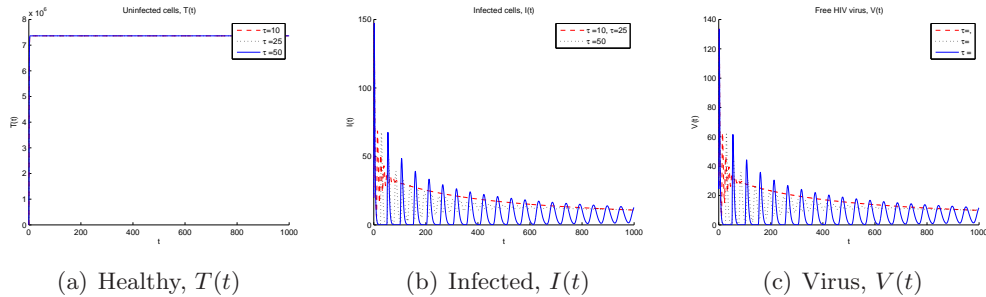 Uninfected cells, T(t)
x 10^6
8
7
6
5
4
3
2
1
0
0 200 400 600 800 1000
t
T(t)
τ=10
τ =25
τ =50
(a) Healthy, T(t)
Infected cells, I(t)
150
100
50
0
0 200 400 600 800 1000
t
I(t)
τ =10, τ=25
τ =50
(b) Infected, I(t)
Free HIV virus, V(t)
140
120
100
80
60
40
20
0
0 200 400 600 800 1000
t
V(t)
τ=,
τ =
τ =
(c) Virus, V(t)